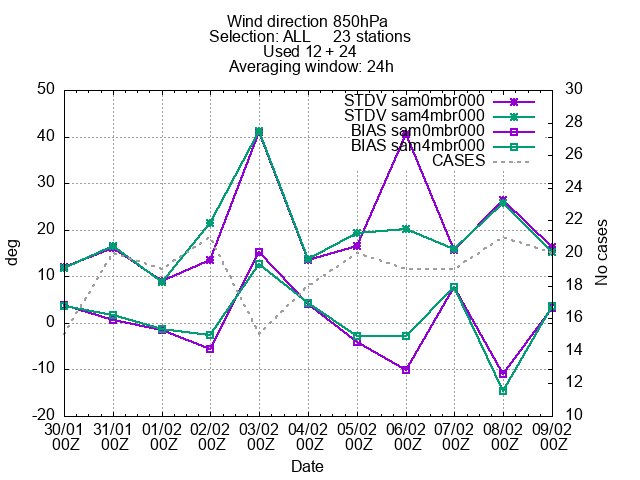 Wind direction 850hPa
Selection: ALL     23 stations
Used 12 + 24
Averaging window: 24h
STDV sam0mbr000
STDV sam4mbr000
BIAS sam0mbr000
BIAS sam4mbr000
CASES
50
40
30
20
10
0
-10
-20
30
28
26
24
22
20
18
16
14
12
10
deg
No cases
30/01 31/01 01/02 02/02 03/02 04/02 05/02 06/02 07/02 08/02 09/02
00Z 00Z 00Z 00Z 00Z 00Z 00Z 00Z 00Z 00Z 00Z
Date